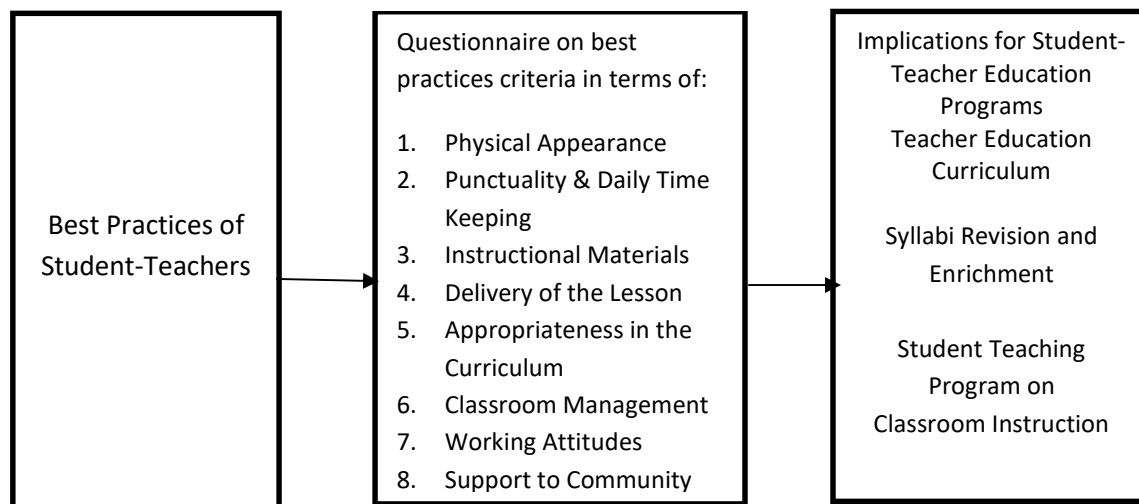 Best Practices of
Student-Teachers
Questionnaire on best
practices criteria in terms of:
1. Physical Appearance
2. Punctuality & Daily Time
Keeping
3. Instructional Materials
4. Delivery of the Lesson
5. Appropriateness in the
Curriculum
6. Classroom Management
7. Working Attitudes
8. Support to Community
Implications for Student-
Teacher Education
Programs
Teacher Education
Curriculum
Syllabi Revision and
Enrichment
Student Teaching
Program on
Classroom Instruction